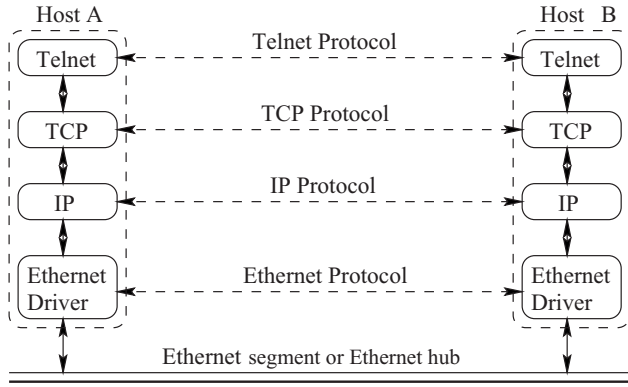 Host A
Host B
Telnet
Telnet Protocol
Telnet
TCP
TCP Protocol
TCP
IP
IP Protocol
IP
Ethernet
Driver
Ethernet Protocol
Ethernet
Driver
Ethernet segment or Ethernet hub